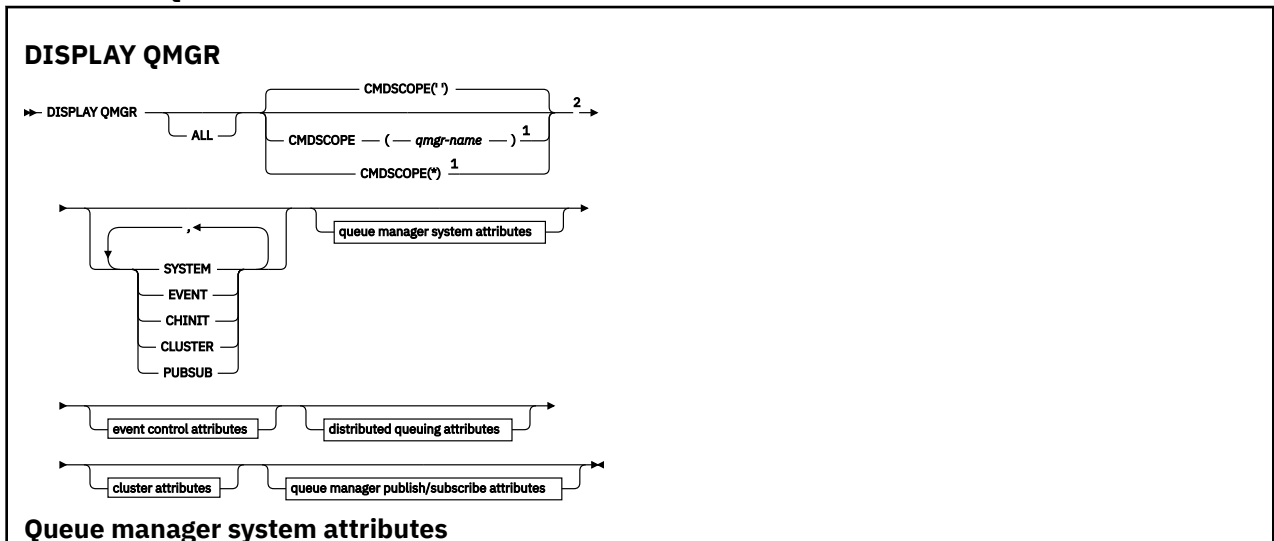 DISPLAY QMGR
CMDSCOPE(' ')
DISPLAY QMGR 2
ALL CMDSCOPE ( qmgr-name ) 1
CMDSCOPE(*) 1
,
queue manager system attributes
SYSTEM
EVENT
CHINIT
CLUSTER
PUBSUB
event control attributes distributed queuing attributes
cluster attributes queue manager publish/subscribe attributes
Queue manager system attributes